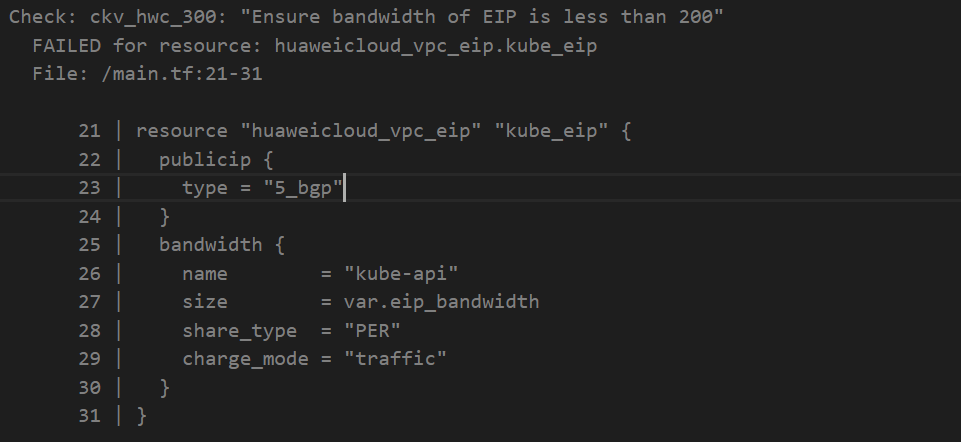 Check: ckv_hwc_300: "Ensure bandwidth of EIP is less than 200"
FAILED for resource: huaweicloud_vpc_eip.kube_eip
File: /main.tf:21-31
21 | resource "huaweicloud_vpc_eip" "kube_eip" {
22 |   publicip {
23 |     type = "5_bgp"
24 |   }
25 |   bandwidth {
26 |     name        = "kube-api"
27 |     size        = var.eip_bandwidth
28 |     share_type  = "PER"
29 |     charge_mode = "traffic"
30 |   }
31 | }